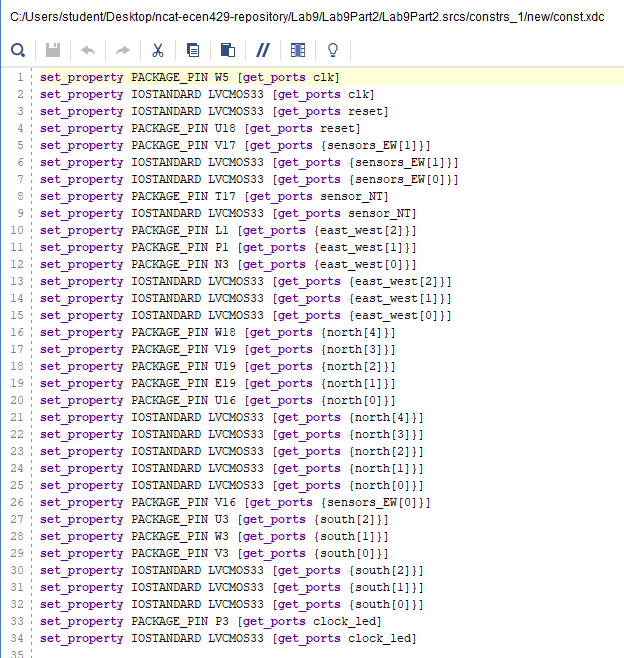 C:/Users/student/Desktop/ncat-ecen429-repository/Lab9/Lab9Part2/Lab9Part2.srcs/constrs_1/new/const.xdc
1 set_property PACKAGE_PIN W5 [get_ports clk]
2 set_property IOSTANDARD LVCMOS33 [get_ports clk]
3 set_property IOSTANDARD LVCMOS33 [get_ports reset]
4 set_property PACKAGE_PIN U18 [get_ports reset]
5 set_property PACKAGE_PIN V17 [get_ports {sensors_EW[1]}]
6 set_property IOSTANDARD LVCMOS33 [get_ports {sensors_EW[1]}]
7 set_property IOSTANDARD LVCMOS33 [get_ports {sensors_EW[0]}]
8 set_property PACKAGE_PIN T17 [get_ports sensor_NT]
9 set_property IOSTANDARD LVCMOS33 [get_ports sensor_NT]
10 set_property PACKAGE_PIN L1 [get_ports {east_west[2]}]
11 set_property PACKAGE_PIN P1 [get_ports {east_west[1]}]
12 set_property PACKAGE_PIN N3 [get_ports {east_west[0]}]
13 set_property IOSTANDARD LVCMOS33 [get_ports {east_west[2]}]
14 set_property IOSTANDARD LVCMOS33 [get_ports {east_west[1]}]
15 set_property IOSTANDARD LVCMOS33 [get_ports {east_west[0]}]
16 set_property PACKAGE_PIN W18 [get_ports {north[4]}]
17 set_property PACKAGE_PIN V19 [get_ports {north[3]}]
18 set_property PACKAGE_PIN U19 [get_ports {north[2]}]
19 set_property PACKAGE_PIN E19 [get_ports {north[1]}]
20 set_property PACKAGE_PIN U16 [get_ports {north[0]}]
21 set_property IOSTANDARD LVCMOS33 [get_ports {north[4]}]
22 set_property IOSTANDARD LVCMOS33 [get_ports {north[3]}]
23 set_property IOSTANDARD LVCMOS33 [get_ports {north[2]}]
24 set_property IOSTANDARD LVCMOS33 [get_ports {north[1]}]
25 set_property IOSTANDARD LVCMOS33 [get_ports {north[0]}]
26 set_property PACKAGE_PIN V16 [get_ports {sensors_EW[0]}]
27 set_property PACKAGE_PIN U3 [get_ports {south[2]}]
28 set_property PACKAGE_PIN W3 [get_ports {south[1]}]
29 set_property PACKAGE_PIN V3 [get_ports {south[0]}]
30 set_property IOSTANDARD LVCMOS33 [get_ports {south[2]}]
31 set_property IOSTANDARD LVCMOS33 [get_ports {south[1]}]
32 set_property IOSTANDARD LVCMOS33 [get_ports {south[0]}]
33 set_property PACKAGE_PIN P3 [get_ports clock_led]
34 set_property IOSTANDARD LVCMOS33 [get_ports clock_led]
35